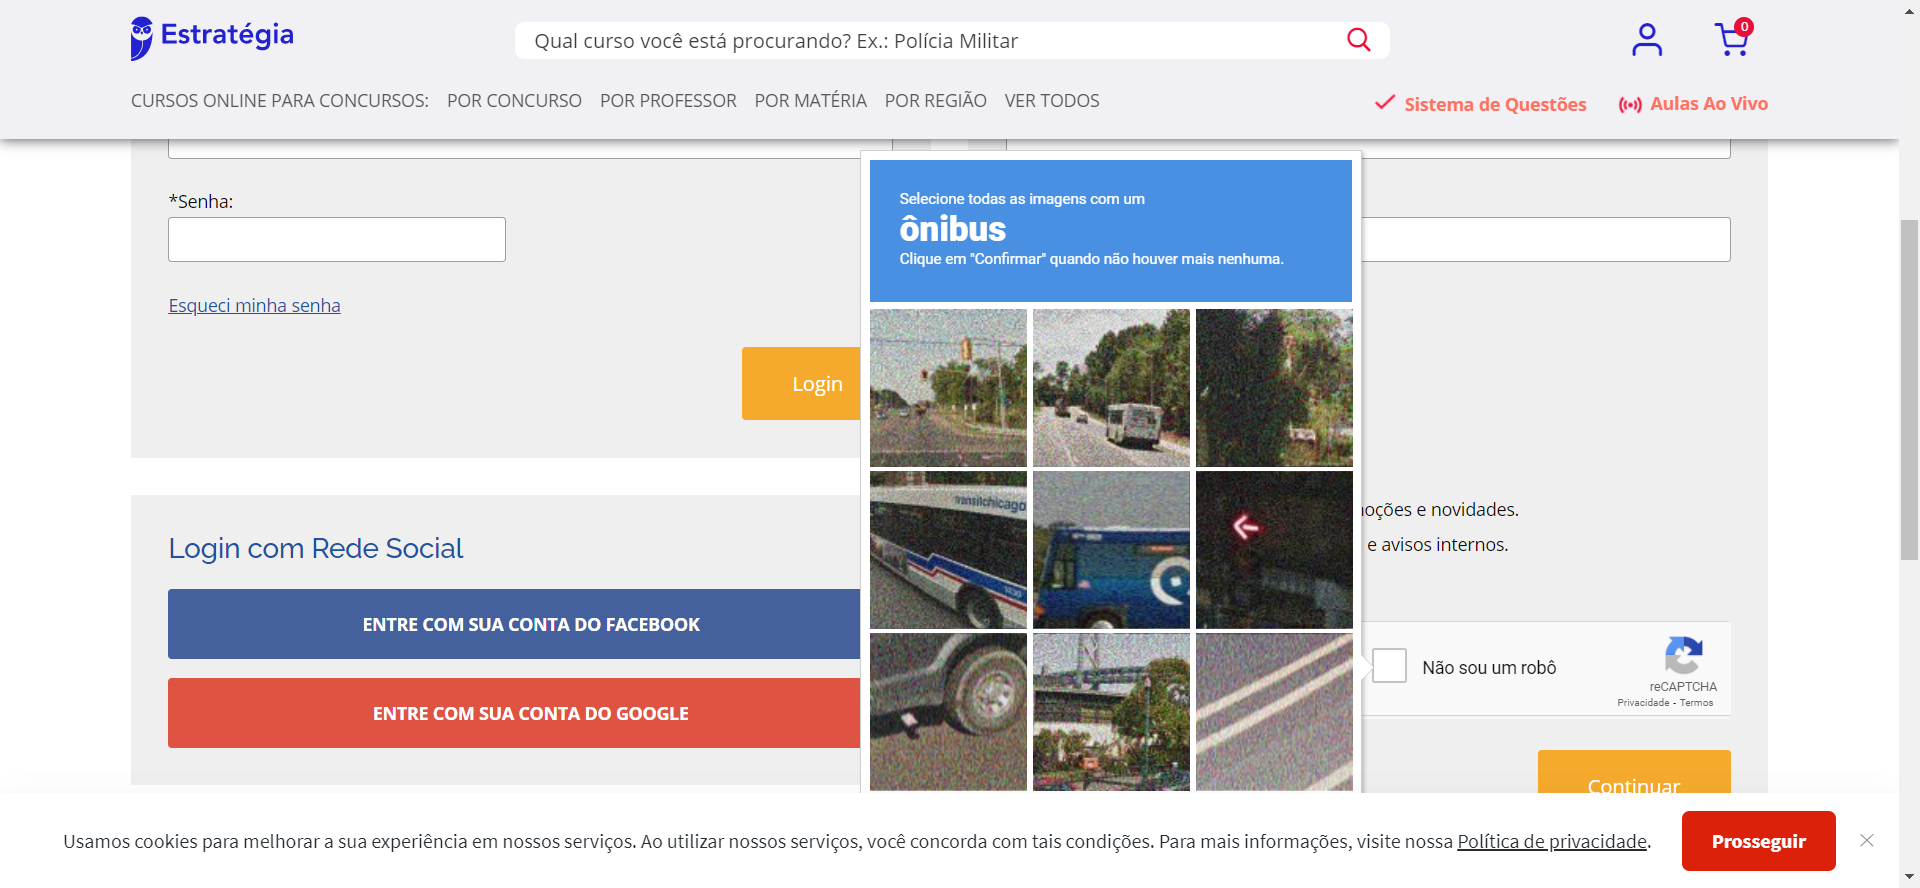 Estratégia
Qual curso você está procurando? Ex.: Polícia Militar
0
CURSOS ONLINE PARA CONCURSOS:
POR CONCURSO
POR PROFESSOR
POR MATÉRIA
POR REGIÃO
VER TODOS
Sistema de Questões
Aulas Ao Vivo
*Senha:
Esqueci minha senha
Login
Login com Rede Social
ENTRE COM SUA CONTA DO FACEBOOK
ENTRE COM SUA CONTA DO GOOGLE
Selecione todas as imagens com um
ônibus
Clique em "Confirmar" quando não houver mais nenhuma.
transitchicago
e novidades.
e avisos internos.
Não sou um robô
reCAPTCHA
Privacidade - Termos
Continuar
Usamos cookies para melhorar a sua experiência em nossos serviços. Ao utilizar nossos serviços, você concorda com tais condições. Para mais informações, visite nossa Política de privacidade.
Prosseguir